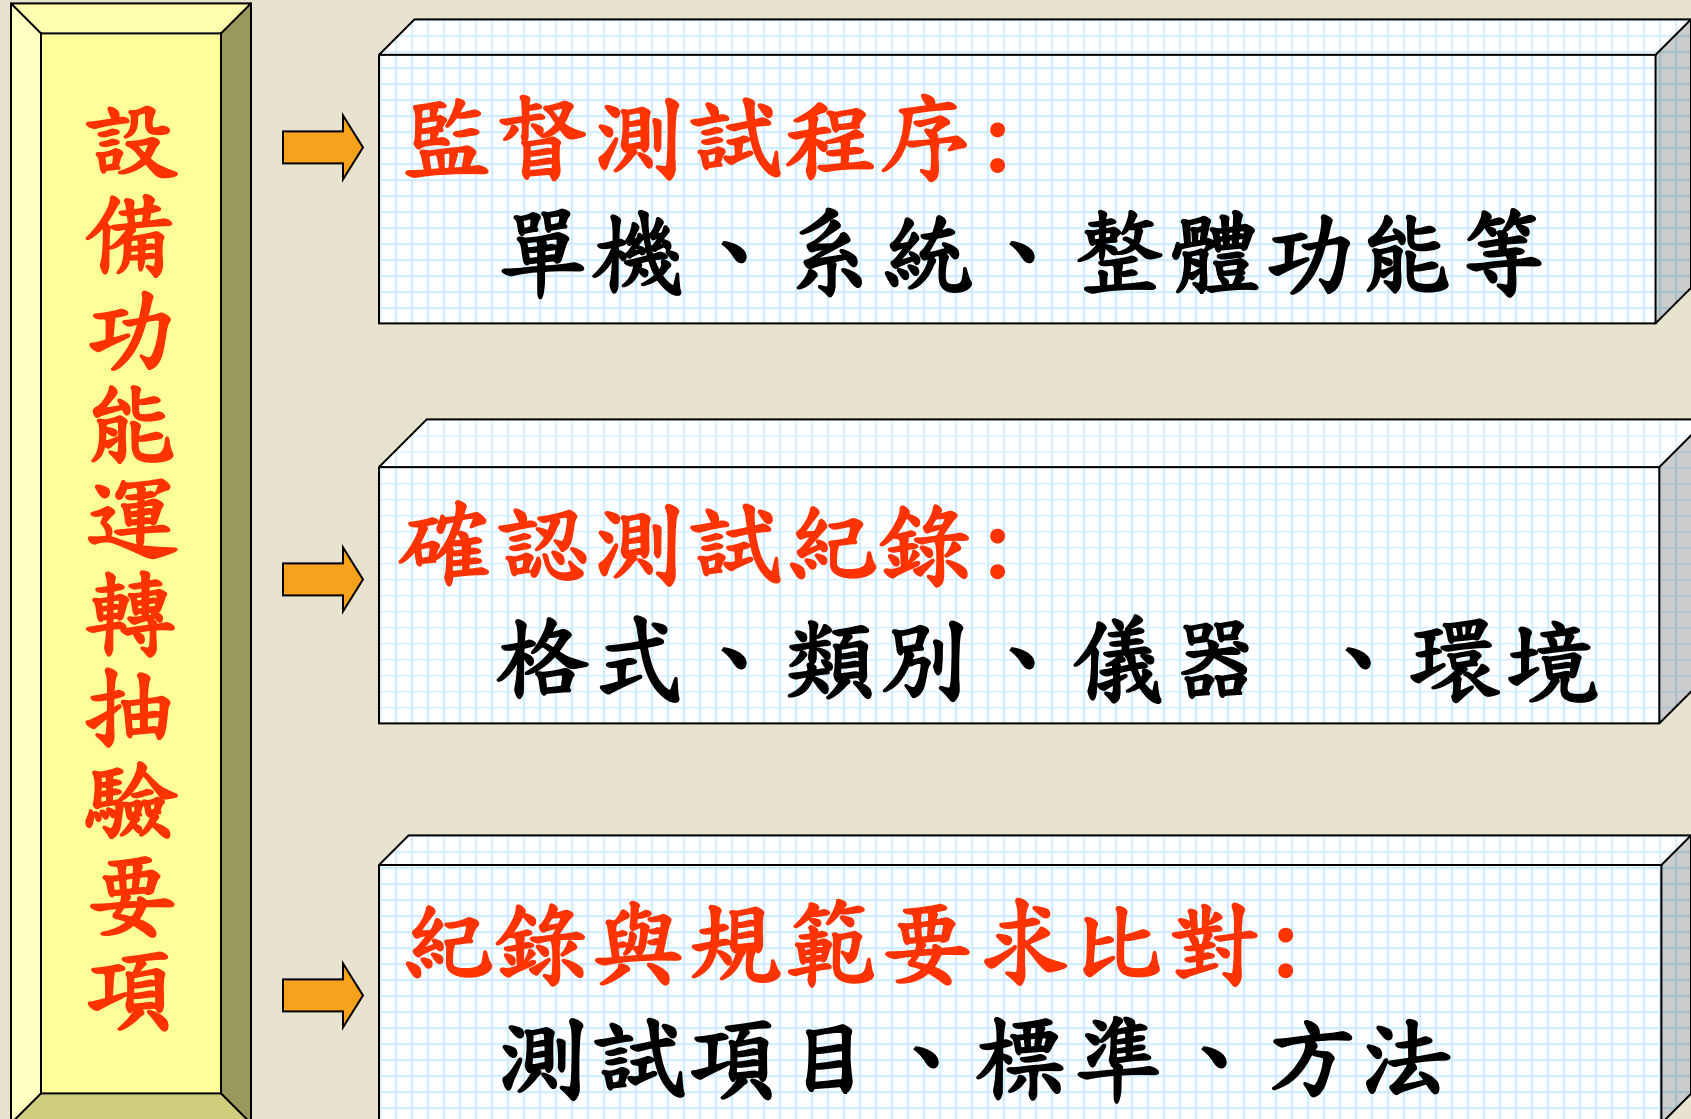 設備功能運轉抽驗要項
監督測試程序:
單機、系統、整體功能等
確認測試紀錄:
格式、類別、儀器 、環境
紀錄與規範要求比對:
測試項目、標準、方法